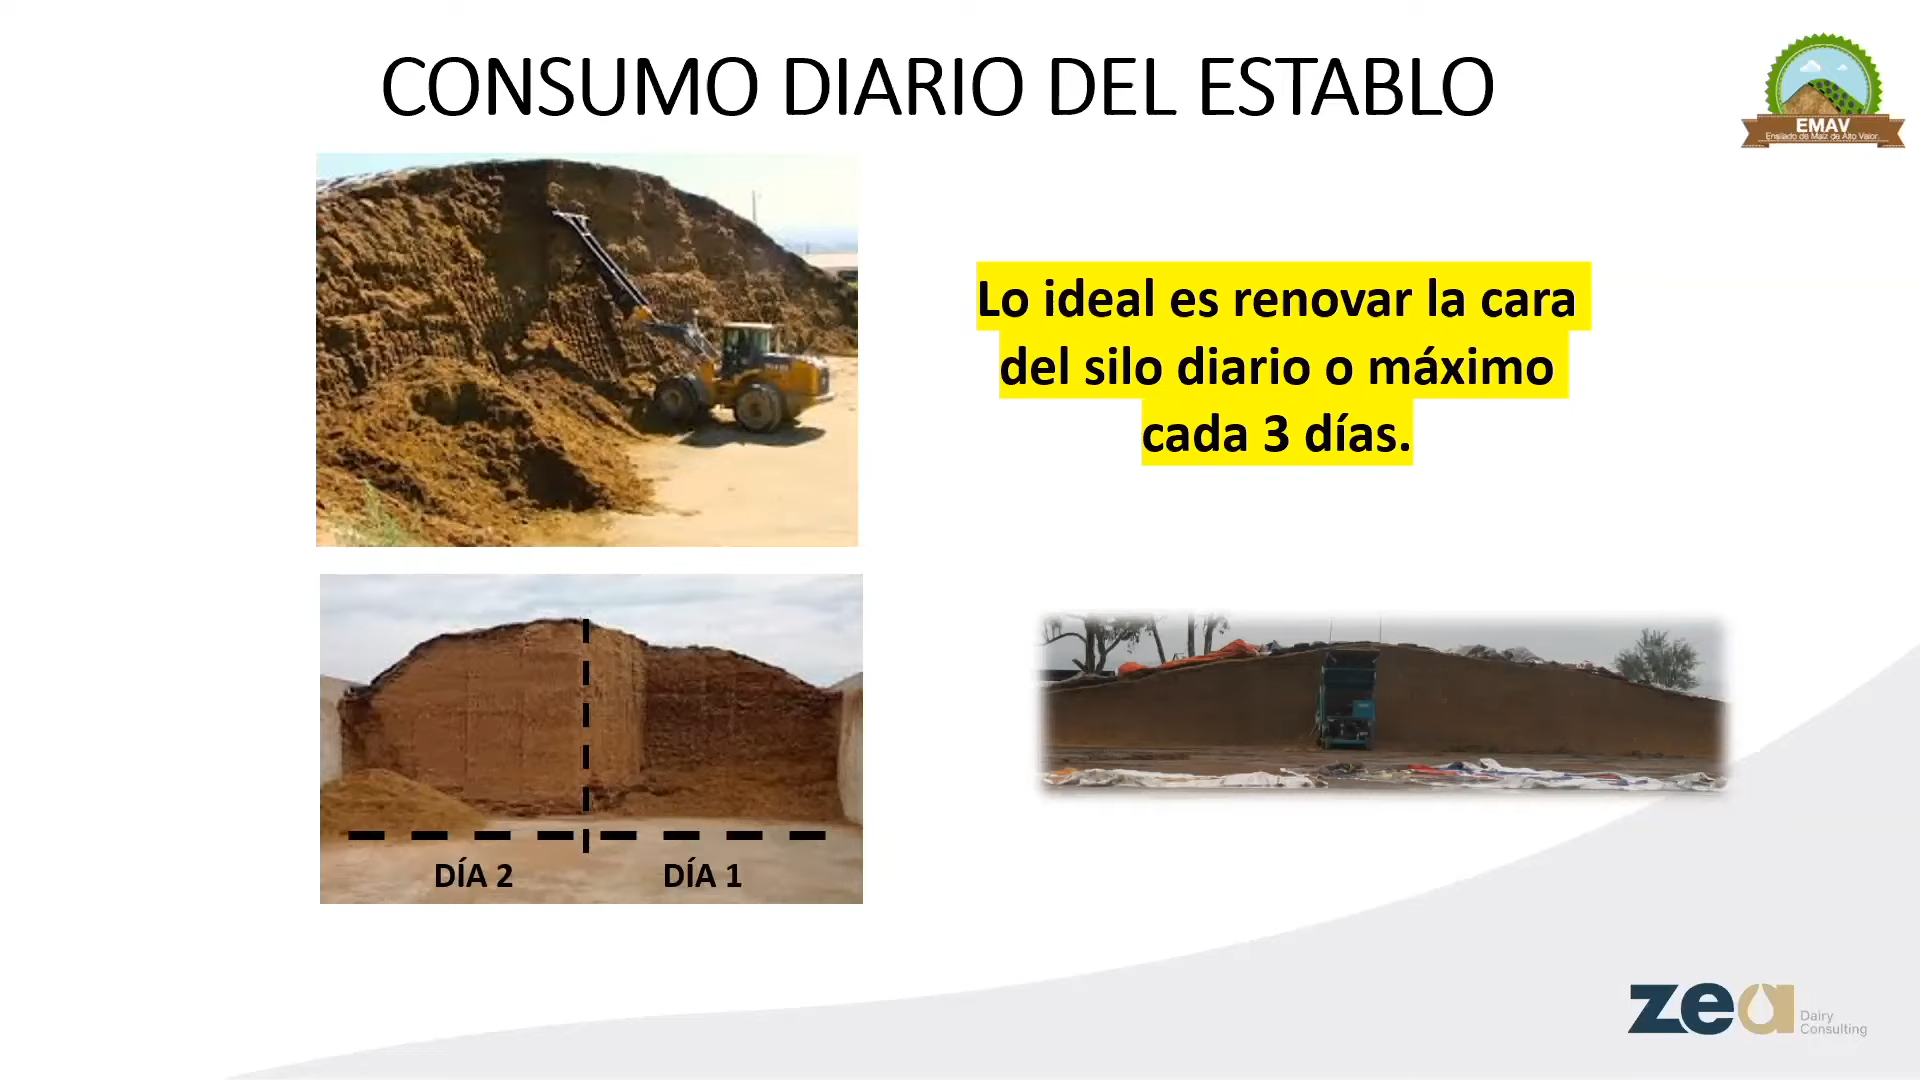 CONSUMO DIARIO DEL ESTABLO
EMAV
Ensilado de Maíz de Alto Valor
Lo ideal es renovar la cara
del silo diario o máximo
cada 3 días.
DÍA 2
DÍA 1
zea
Dairy
Consulting